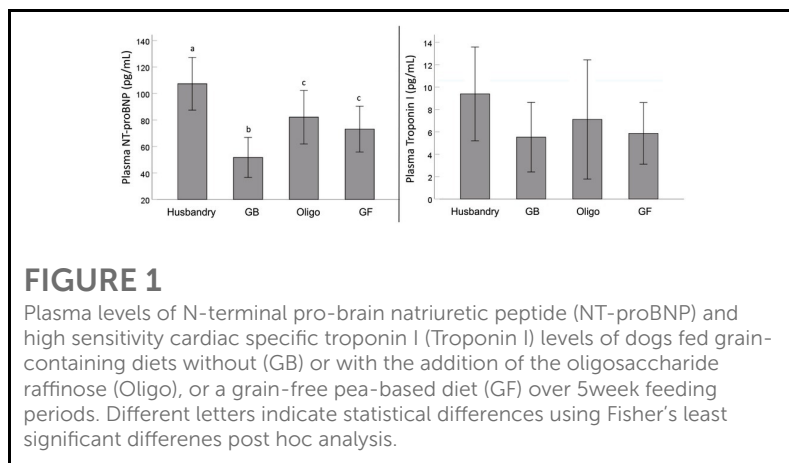 Plasma NT-proBNP (pg/mL)
140
120
100
80
60
40
20
a
b
c
c
Husbandry GB Oligo GF
Plasma Troponin I (pg/mL)
14
12
10
8
6
4
2
0
Husbandry GB Oligo GF
FIGURE 1
Plasma levels of N-terminal pro-brain natriuretic peptide (NT-proBNP) and
high sensitivity cardiac specific troponin I (Troponin I) levels of dogs fed grain-
containing diets without (GB) or with the addition of the oligosaccharide
raffinose (Oligo), or a grain-free pea-based diet (GF) over 5week feeding
periods. Different letters indicate statistical differences using Fisher's least
significant differenes post hoc analysis.